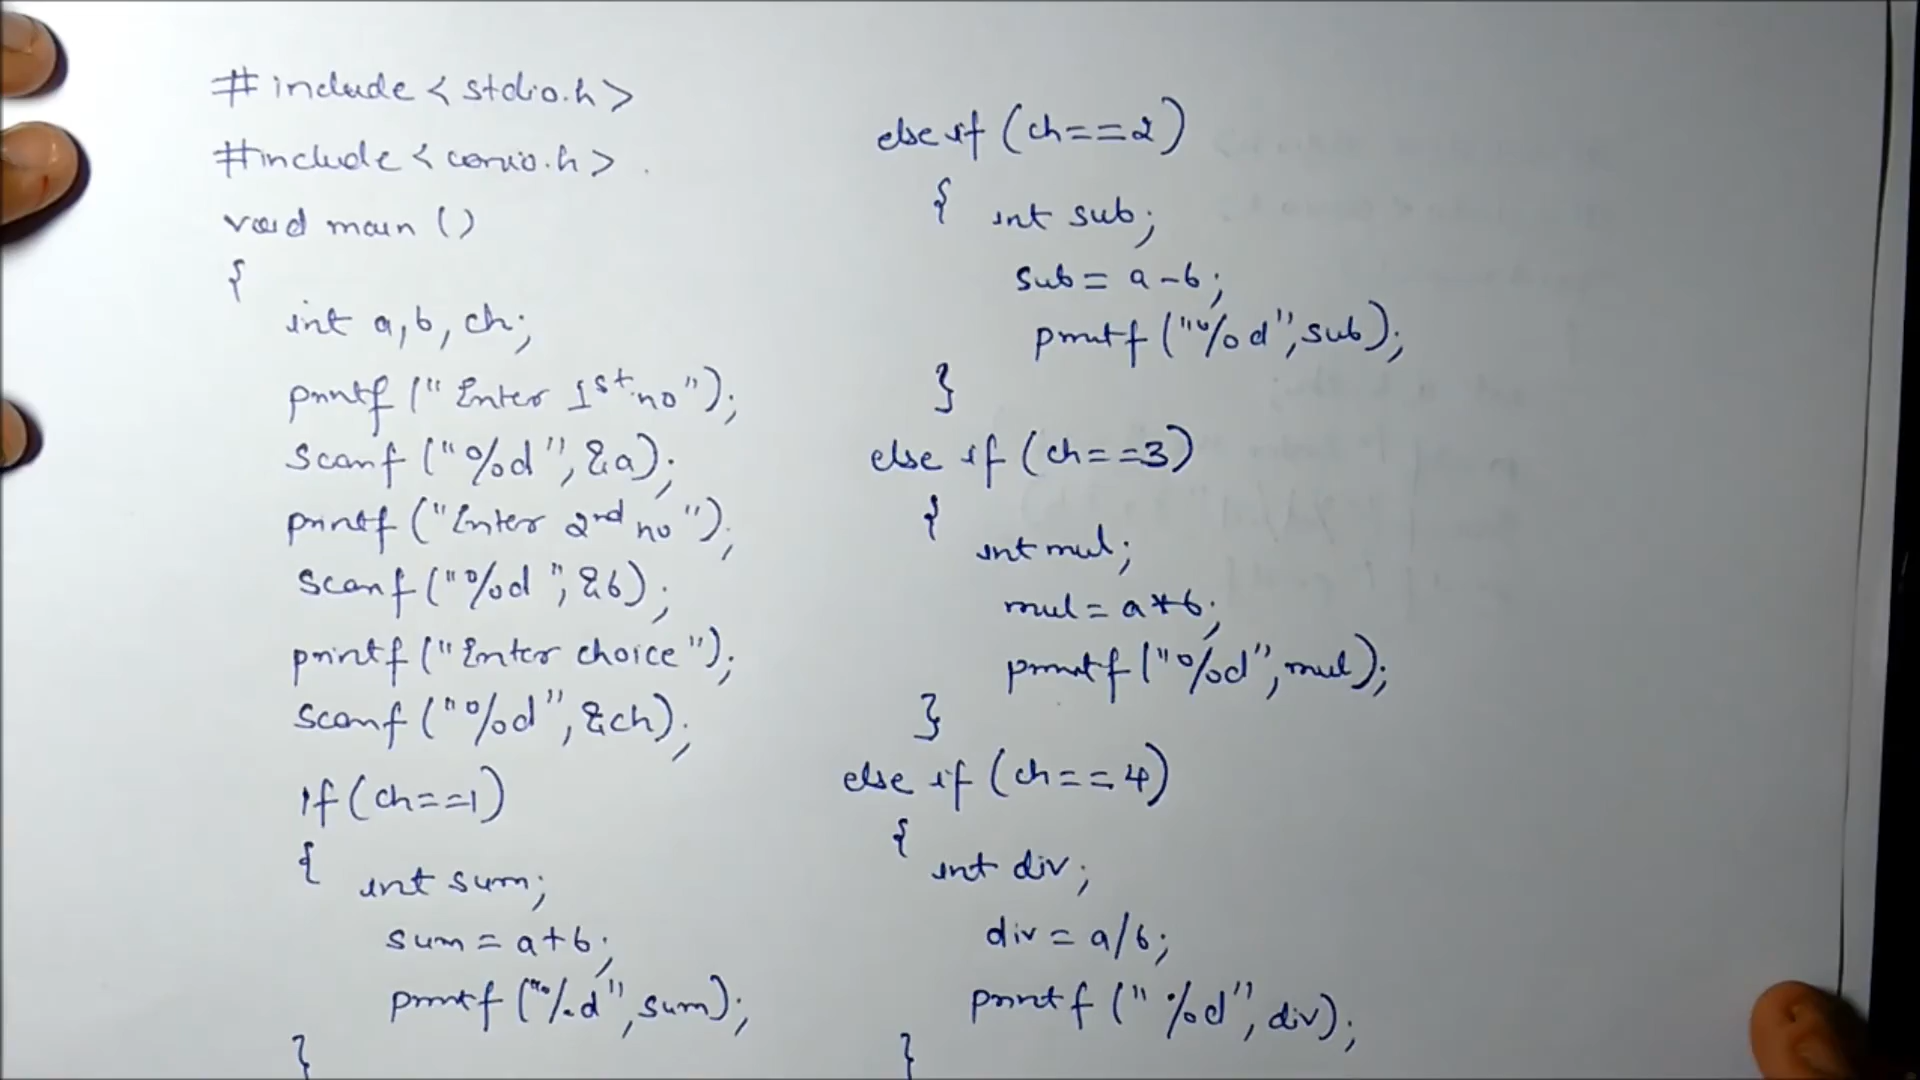 #include <stdio.h>
#include <conio.h>
void main ()
{
int a,b, ch;
printf (" Enter 1st no");
scanf ("%d", &a);
printf ("Enter 2nd no");
scanf ("%d", &b);
printf ("Enter choice");
scanf ("%d", &ch);
if (ch==1)
{ int sum;
sum = a+b;
printf ("%d", sum);
}
else if (ch==2)
{ int sub;
sub = a-b;
printf ("%d", sub);
}
else if (ch==3)
{
int mul;
mul = a*b;
printf ("%d", mul);
}
else if (ch==4)
{
int div;
div = a/b;
printf ("%d", div);
}